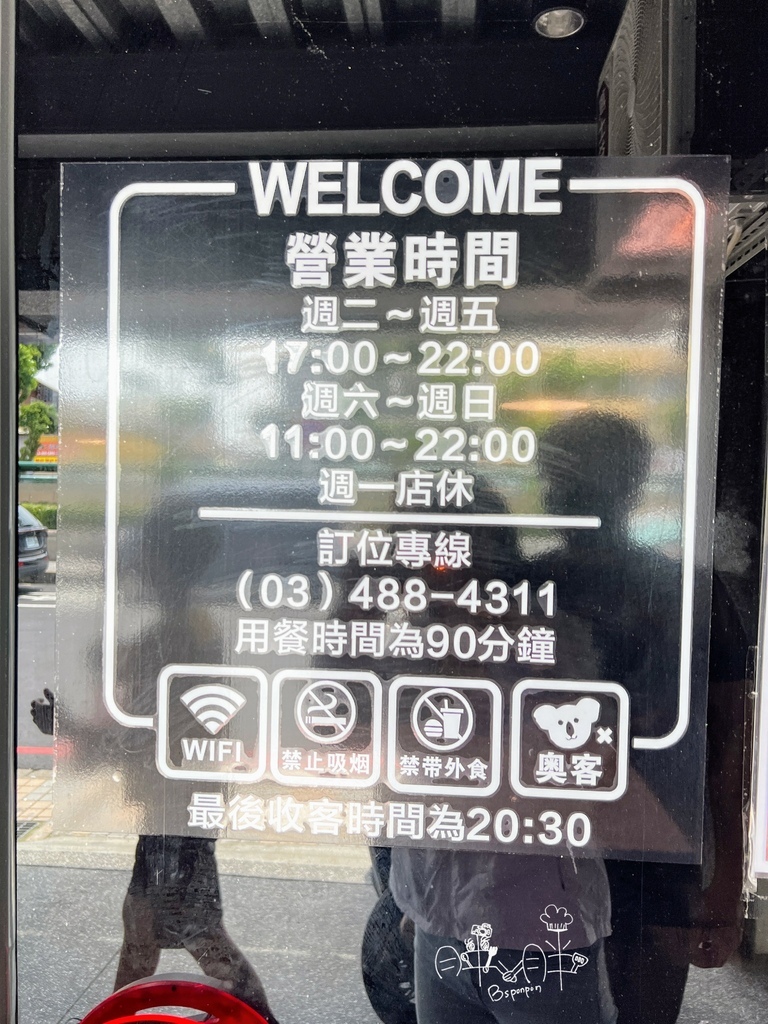 WELCOME
營業時間
週二~週五
17:00~22:00
週六~週日
11:00~22:00
週一店休
訂位專線
(03) 488-4311
用餐時間為90分鐘
WIFI
禁止吸烟
禁带外食
奧客
最後收客時間為20:30
Bsponpon